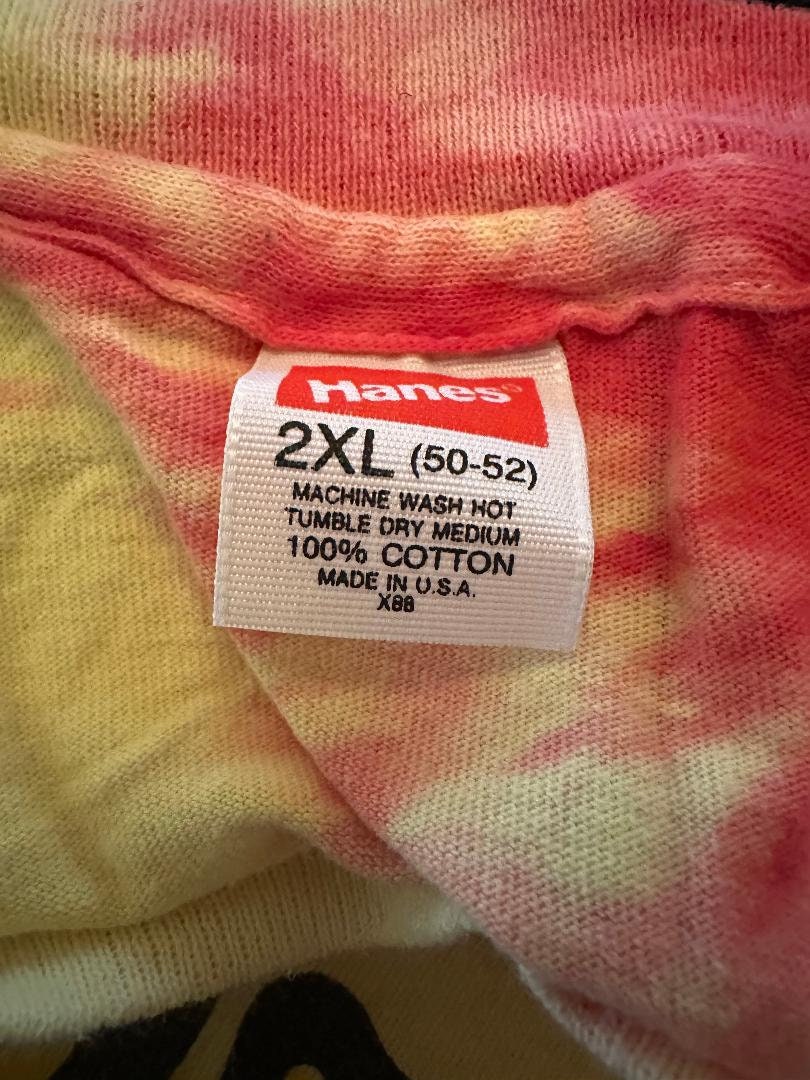 Hanes®
2XL (50-52)
MACHINE WASH HOT
TUMBLE DRY MEDIUM
100% COTTON
MADE IN U.S.A.
X88